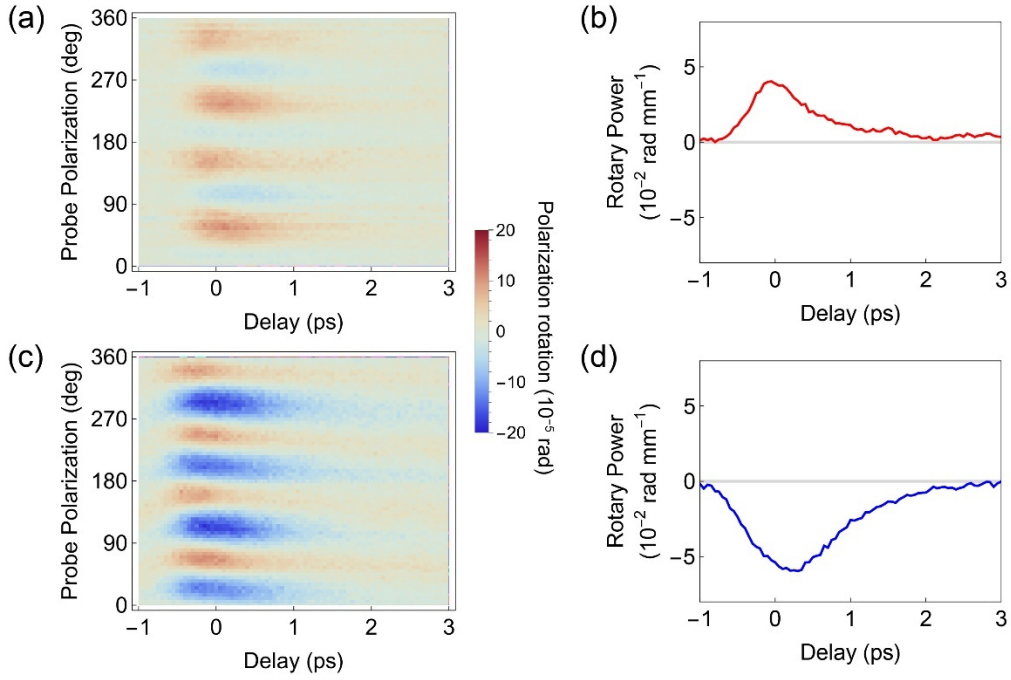 (a)
Probe Polarization (deg)
360
270
180
90
0
−1 0 1 2 3
Delay (ps)
(b)
Rotary Power
(10⁻² rad mm⁻¹)
5
0
−5
−1 0 1 2 3
Delay (ps)
Polarization rotation (10⁻⁵ rad)
20
10
0
−10
−20
(c)
Probe Polarization (deg)
360
270
180
90
0
−1 0 1 2 3
Delay (ps)
(d)
Rotary Power
(10⁻² rad mm⁻¹)
5
0
−5
−1 0 1 2 3
Delay (ps)